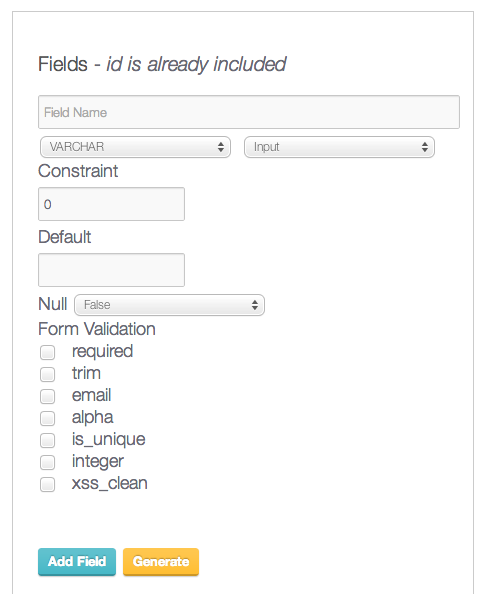 Fields - id is already included
Field Name
VARCHAR Input
Constraint
0
Default
Null False
Form Validation
required
trim
email
alpha
is_unique
integer
xss_clean
Add Field Generate